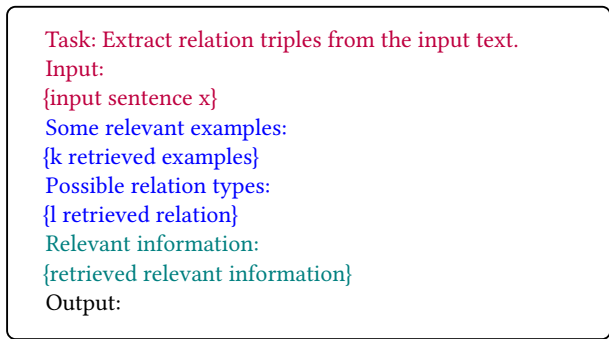 Task: Extract relation triples from the input text.
Input:
{input sentence x}
Some relevant examples:
{k retrieved examples}
Possible relation types:
{l retrieved relation}
Relevant information:
{retrieved relevant information}
Output: